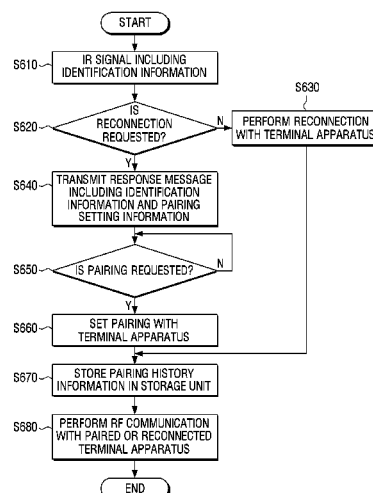 START
S610
IR SIGNAL INCLUDING
IDENTIFICATION INFORMATION
S630
S620
IS
RECONNECTION
REQUESTED?
N
PERFORM RECONNECTION
WITH TERMINAL APPARATUS
Y
S640
TRANSMIT RESPONSE MESSAGE
INCLUDING IDENTIFICATION
INFORMATION AND PAIRING
SETTING INFORMATION
S650
IS PAIRING REQUESTED?
N
Y
S660
SET PAIRING WITH
TERMINAL APPARATUS
S670
STORE PAIRING HISTORY
INFORMATION IN STORAGE UNIT
S680
PERFORM RF COMMUNICATION
WITH PAIRED OR RECONNECTED
TERMINAL APPARATUS
END